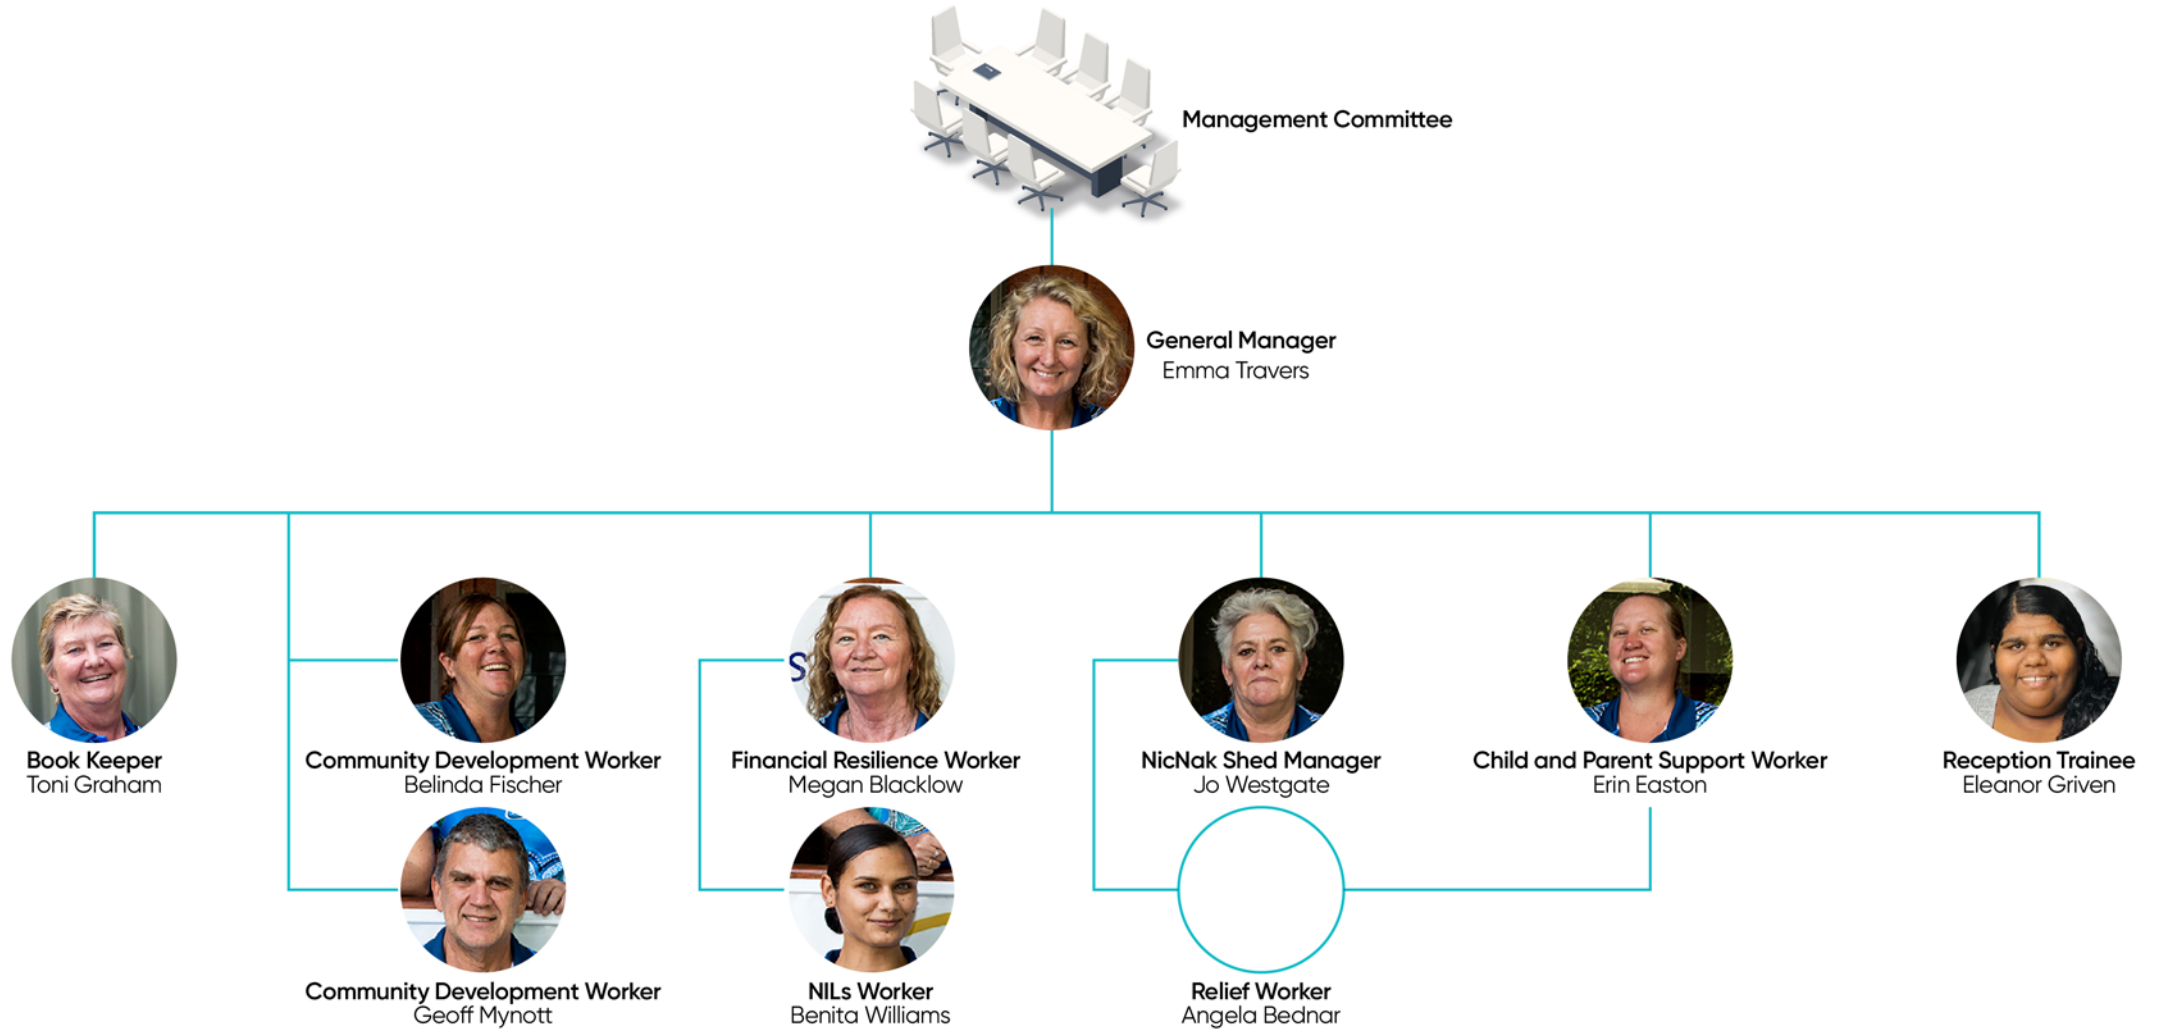 Management Committee
General Manager
Emma Travers
Book Keeper
Toni Graham
Community Development Worker
Belinda Fischer
Financial Resilience Worker
Megan Blacklow
NicNak Shed Manager
Jo Westgate
Child and Parent Support Worker
Erin Easton
Reception Trainee
Eleanor Griven
Community Development Worker
Geoff Mynott
NILs Worker
Benita Williams
Relief Worker
Angela Bednar